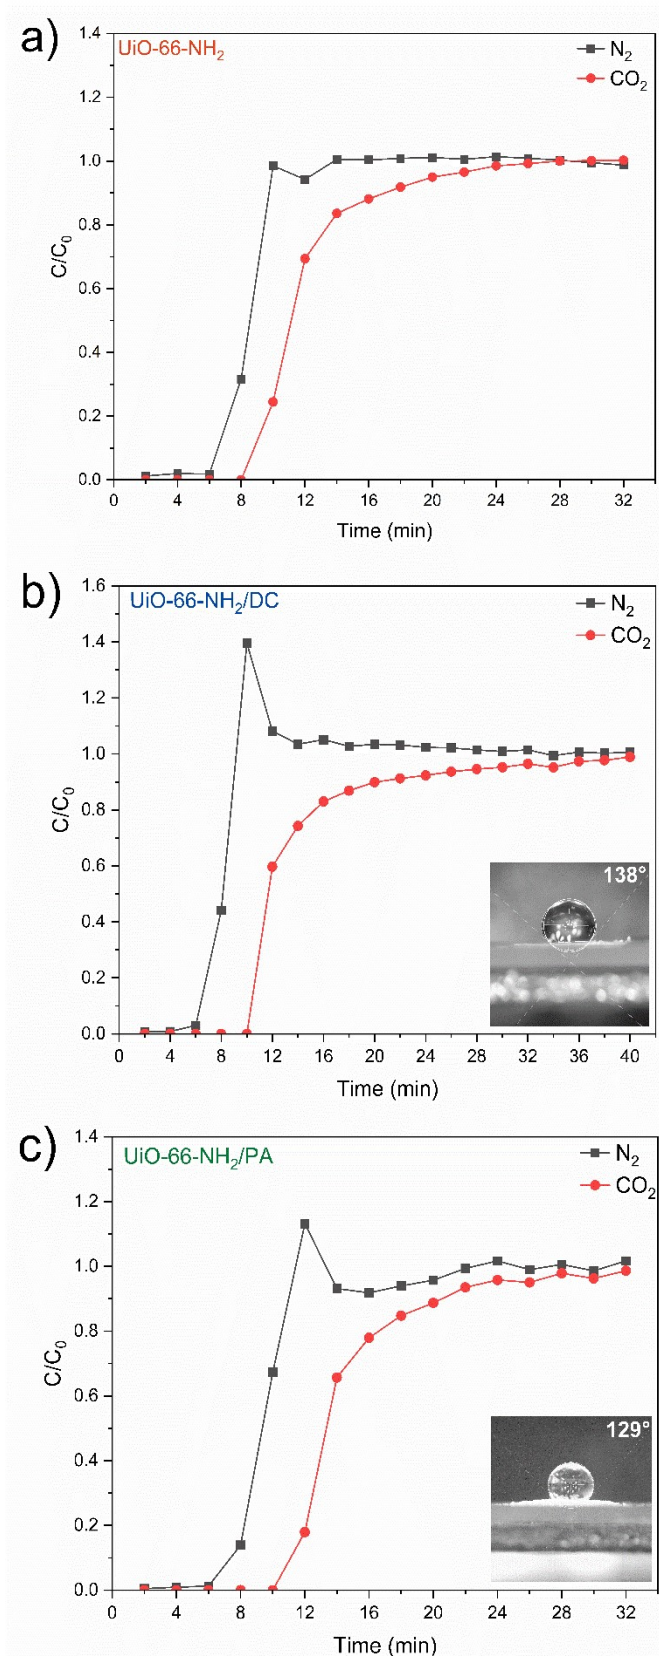 a)
UiO-66-NH₂
N₂
CO₂
1.4
1.2
1.0
0.8
0.6
0.4
0.2
0.0
C/C₀
0 4 8 12 16 20 24 28 32
Time (min)
b)
UiO-66-NH₂/DC
N₂
CO₂
1.6
1.4
1.2
1.0
0.8
0.6
0.4
0.2
0.0
C/C₀
138°
0 4 8 12 16 20 24 28 32 36 40
Time (min)
c)
UiO-66-NH₂/PA
N₂
CO₂
1.4
1.2
1.0
0.8
0.6
0.4
0.2
0.0
C/C₀
129°
0 4 8 12 16 20 24 28 32
Time (min)